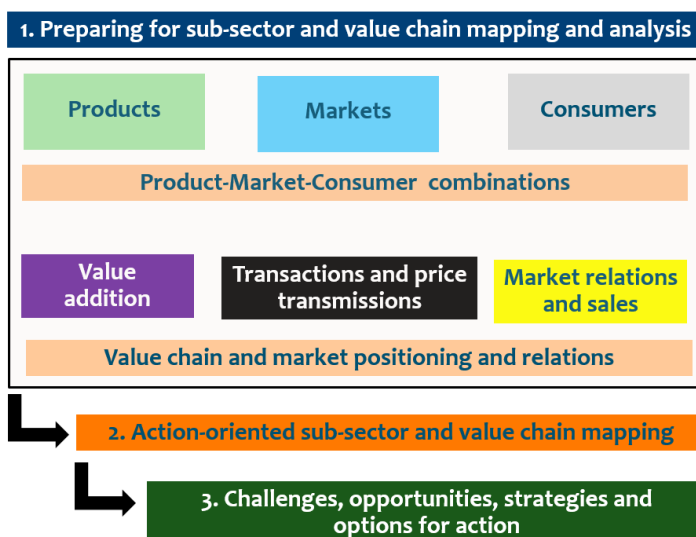 1. Preparing for sub-sector and value chain mapping and analysis
Products
Markets
Consumers
Product-Market-Consumer combinations
Value
addition
Transactions and price
transmissions
Market relations
and sales
Value chain and market positioning and relations
2. Action-oriented sub-sector and value chain mapping
3. Challenges, opportunities, strategies and
options for action